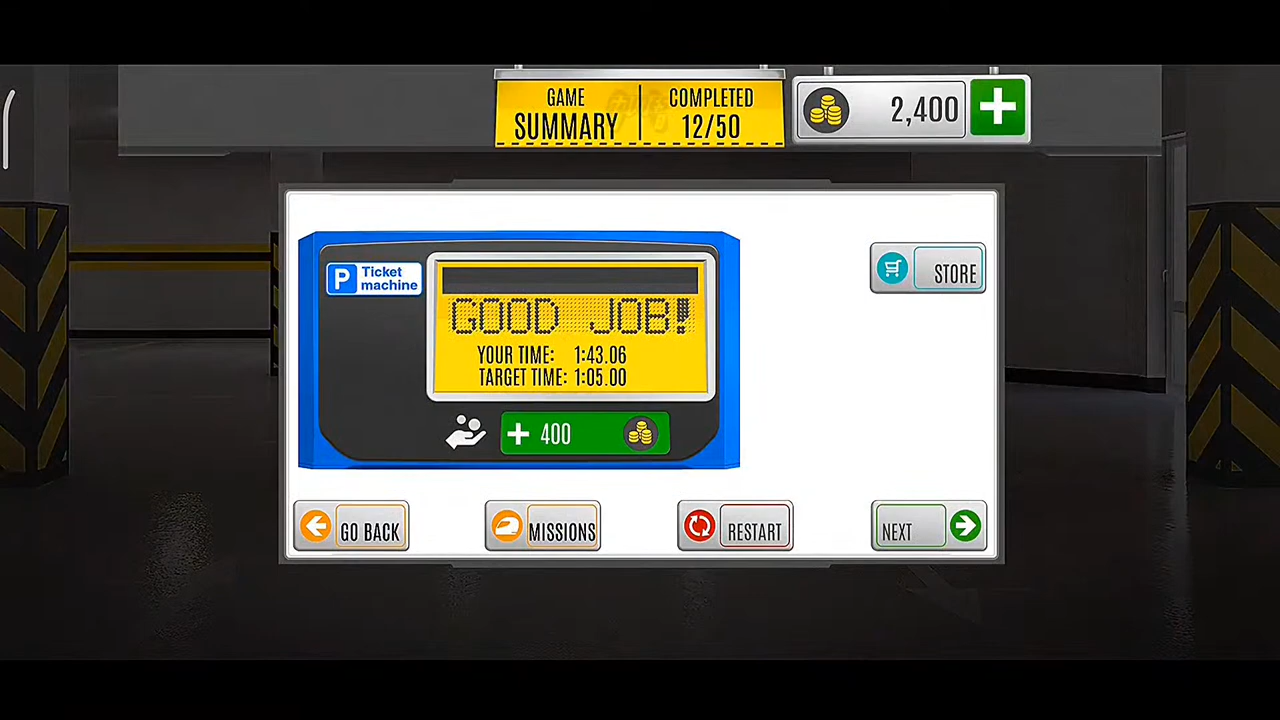 GAME
SUMMARY
COMPLETED
12/50
2,400
P Ticket
machine
GOOD JOB!
YOUR TIME: 1:43.06
TARGET TIME: 1:05.00
+ 400
STORE
GO BACK
MISSIONS
RESTART
NEXT